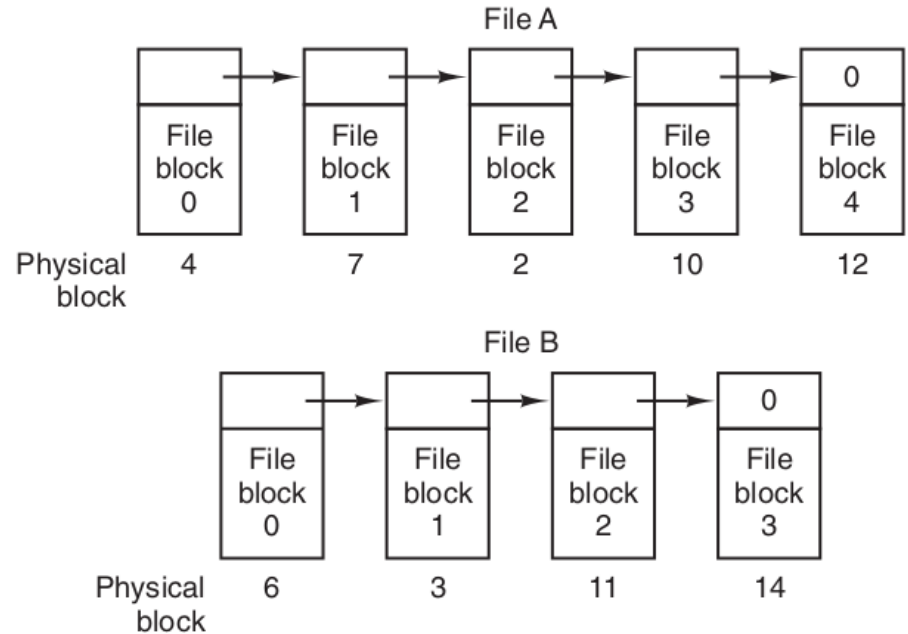 File A
0
File block 0
File block 1
File block 2
File block 3
File block 4
Physical block
4 7 2 10 12
File B
0
File block 0
File block 1
File block 2
File block 3
Physical block
6 3 11 14